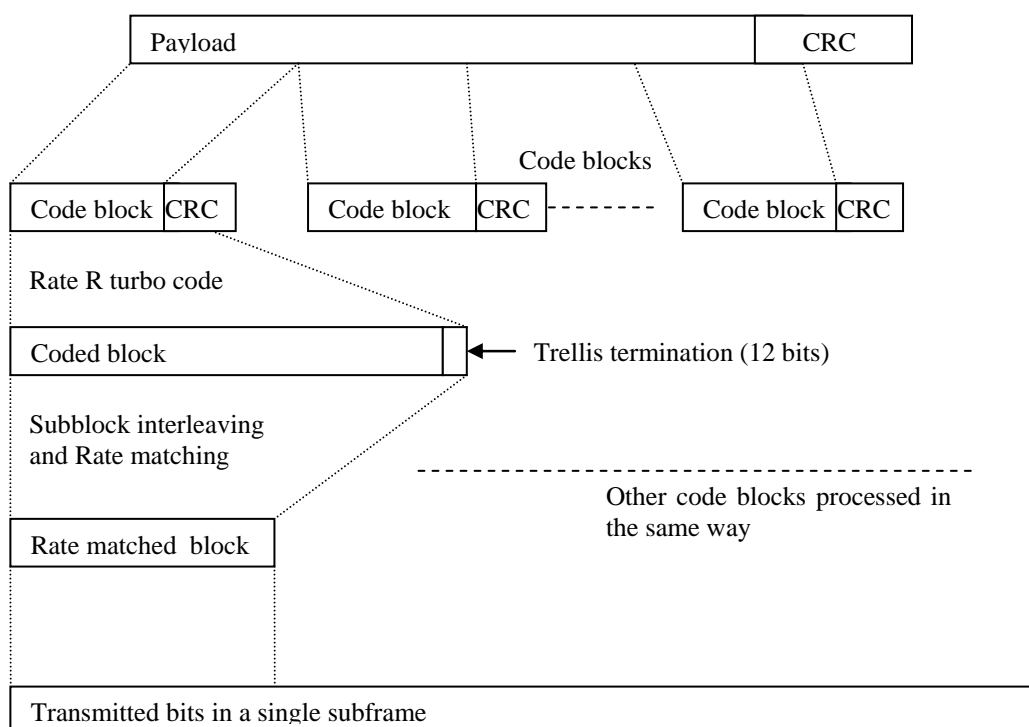 Payload
CRC
Code blocks
Code block
CRC
Code block
CRC
Code block
CRC
Rate R turbo code
Coded block
Trellis termination (12 bits)
Subblock interleaving
and Rate matching
Other code blocks processed in
the same way
Rate matched block
Transmitted bits in a single subframe